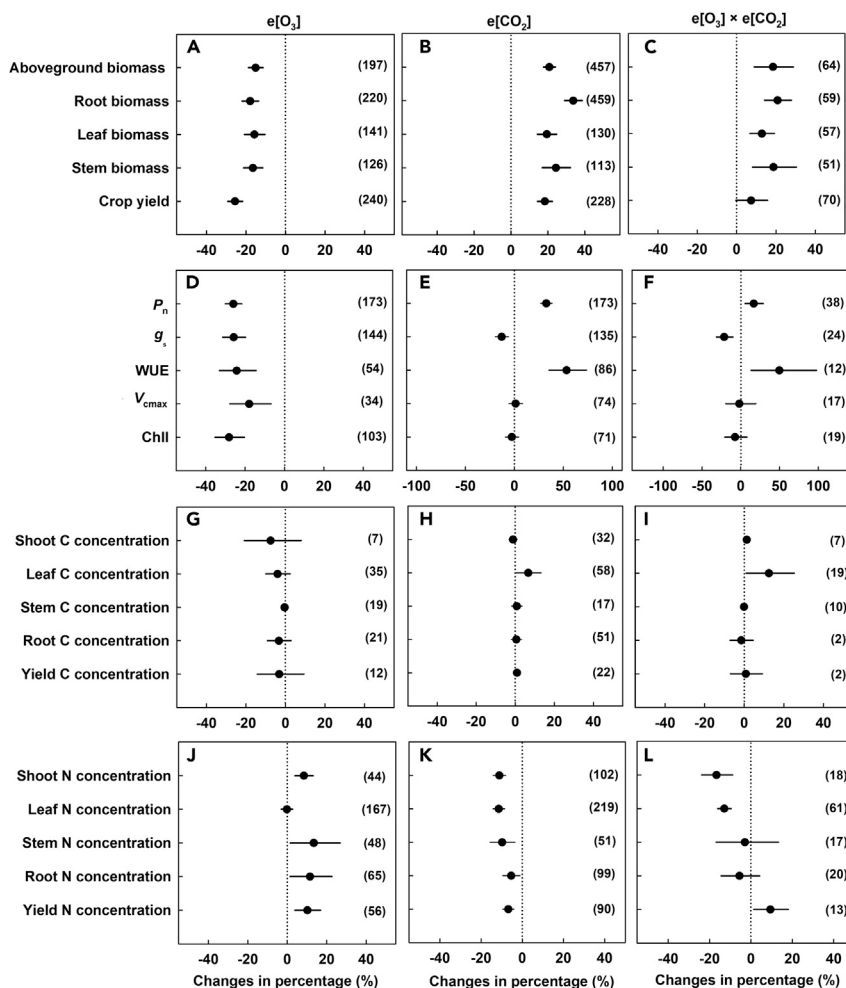 e[O₃] e[CO₂] e[O₃] × e[CO₂]
A B C
Aboveground biomass (197) (457) (64)
Root biomass (220) (459) (59)
Leaf biomass (141) (130) (57)
Stem biomass (126) (113) (51)
Crop yield (240) (228) (70)
-40 -20 0 20 40 -40 -20 0 20 40 -40 -20 0 20 40
D E F
Pn (173) (173) (38)
gs (144) (135) (24)
WUE (54) (86) (12)
Vcmax (34) (74) (17)
Chll (103) (71) (19)
-40 -20 0 20 40 -100 -50 0 50 100 -100 -50 0 50 100
G H I
Shoot C concentration (7) (32) (7)
Leaf C concentration (35) (58) (19)
Stem C concentration (19) (17) (10)
Root C concentration (21) (51) (2)
Yield C concentration (12) (22) (2)
-40 -20 0 20 40 -40 -20 0 20 40 -40 -20 0 20 40
J K L
Shoot N concentration (44) (102) (18)
Leaf N concentration (167) (219) (61)
Stem N concentration (48) (51) (17)
Root N concentration (65) (99) (20)
Yield N concentration (56) (90) (13)
-40 -20 0 20 40 -40 -20 0 20 40 -40 -20 0 20 40
Changes in percentage (%) Changes in percentage (%) Changes in percentage (%)